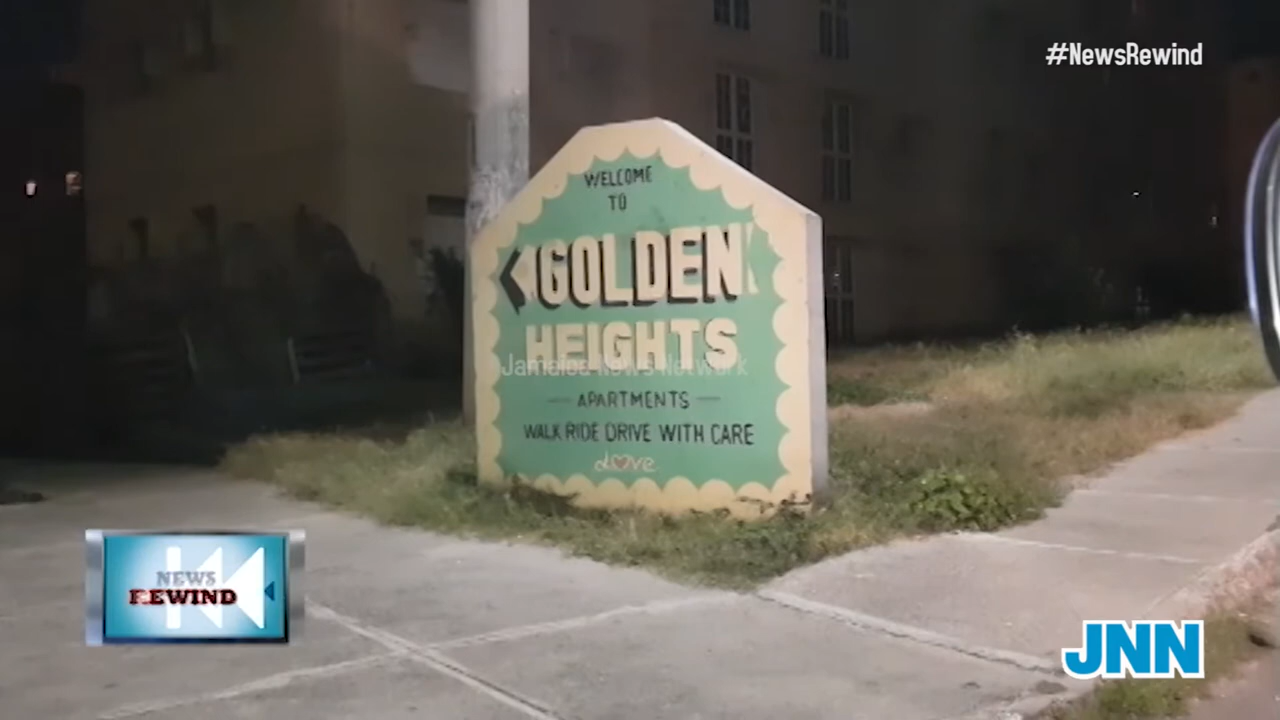 #NewsRewind
WELCOME
TO
GOLDEN
HEIGHTS
Jamaica News Network
APARTMENTS
WALK RIDE DRIVE WITH CARE
Love
NEWS
REWIND
JNN